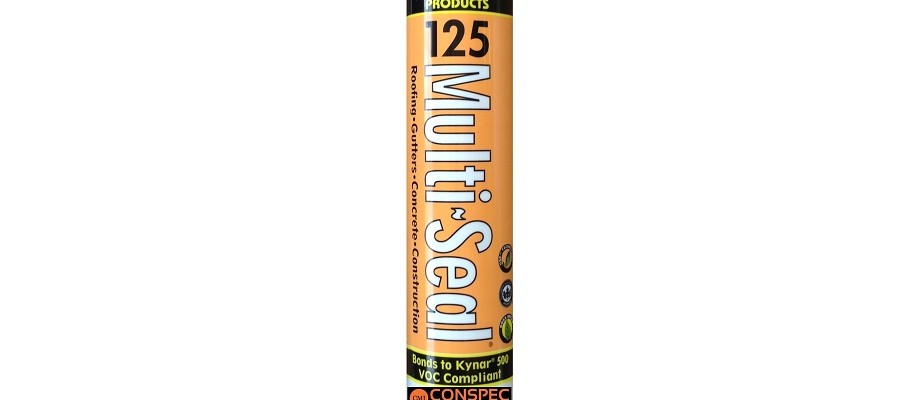 PRODUCTS
125
Multi~Seal®
Roofing•Gutters•Concrete•Construction
Bonds to Kynar® 500
VOC Compliant
CONSPEC